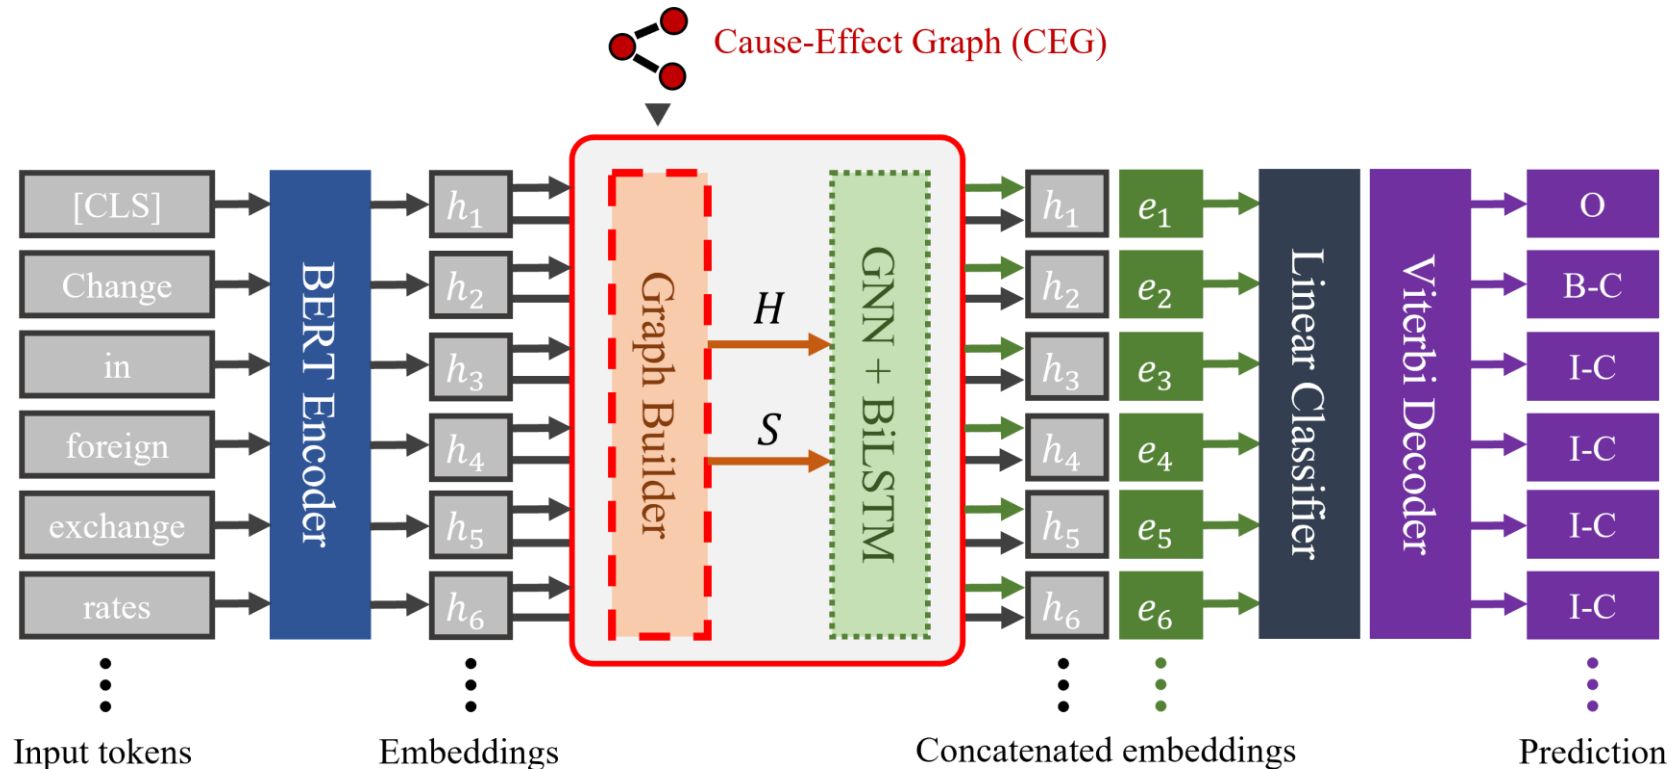 Cause-Effect Graph (CEG)
[CLS]
Change
in
foreign
exchange
rates
BERT Encoder
h₁
h₂
h₃
h₄
h₅
h₆
Graph Builder
H
S
GNN + BiLSTM
h₁ e₁
h₂ e₂
h₃ e₃
h₄ e₄
h₅ e₅
h₆ e₆
Linear Classifier
Viterbi Decoder
O
B-C
I-C
I-C
I-C
I-C
Input tokens
Embeddings
Concatenated embeddings
Prediction